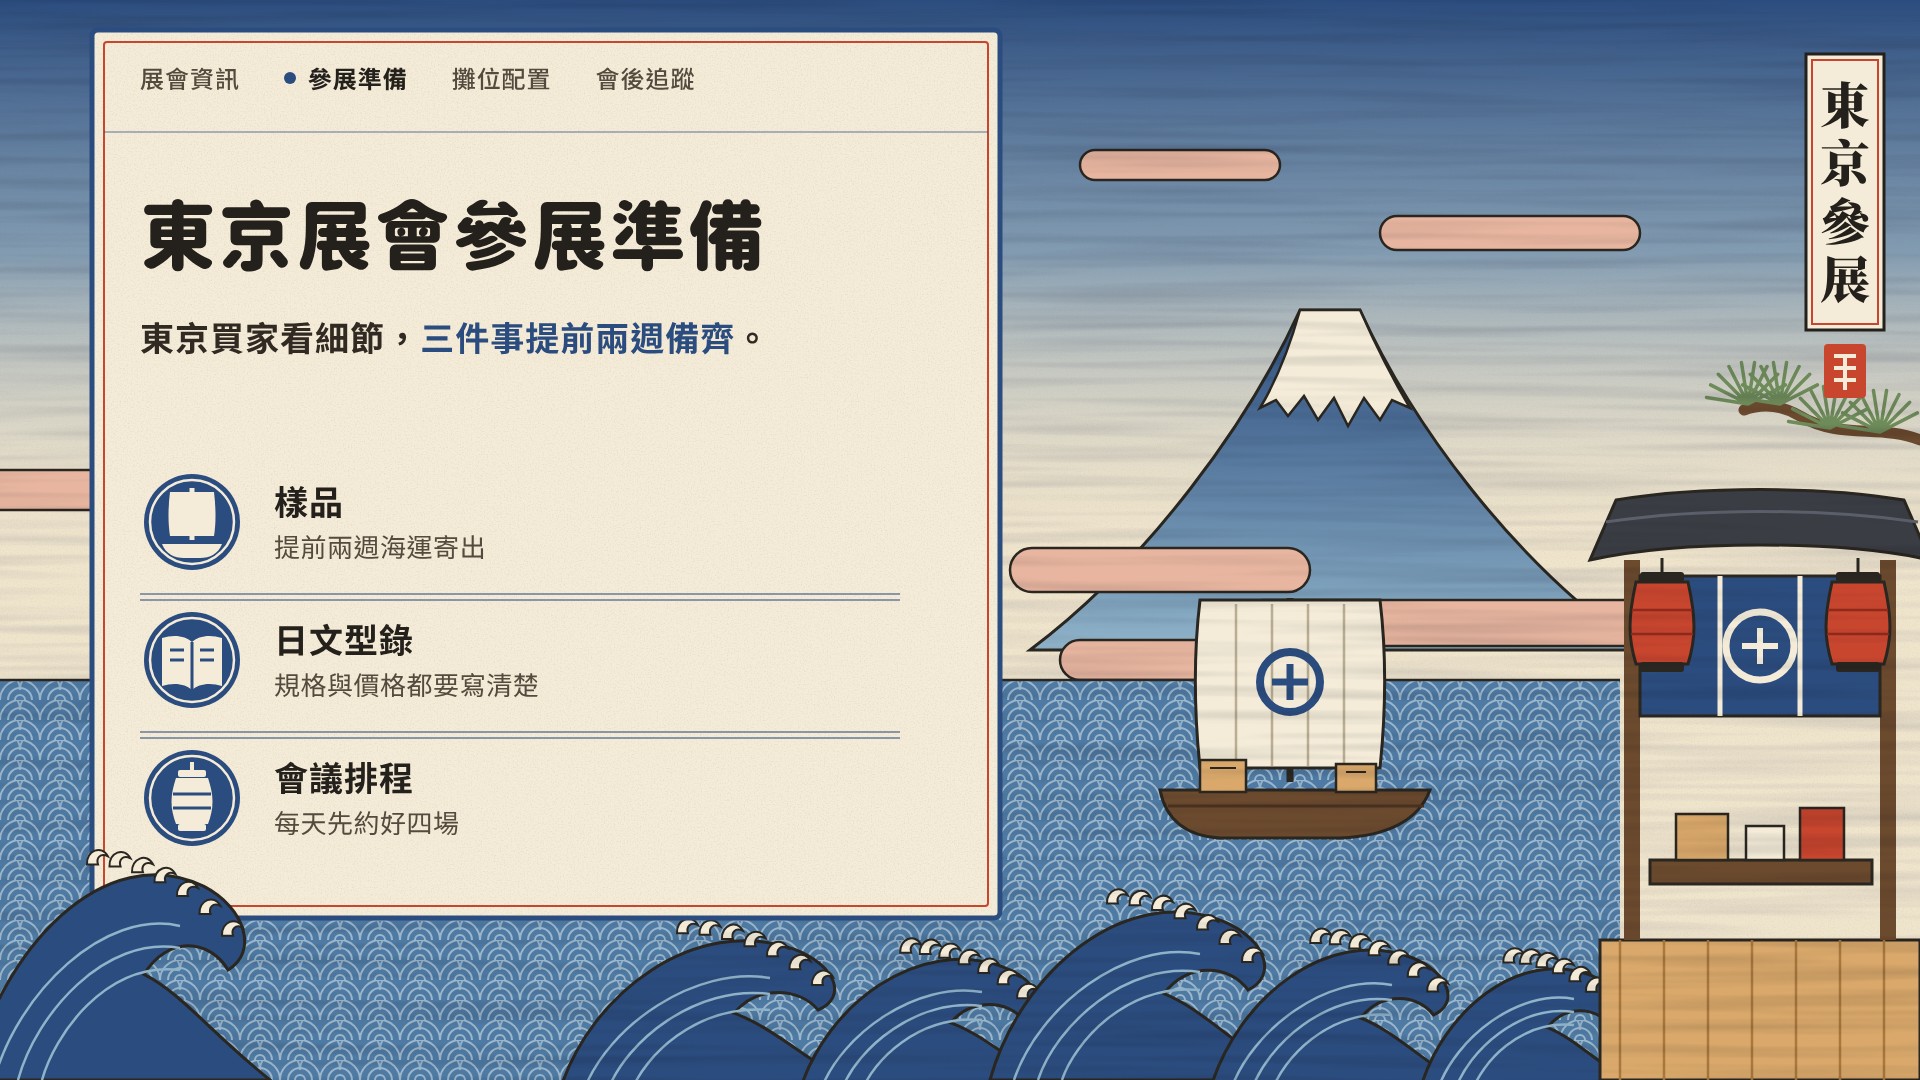 展會資訊
參展準備
攤位配置
會後追蹤
東京展會參展準備
東京買家看細節，三件事提前兩週備齊。
樣品
提前兩週海運寄出
日文型錄
規格與價格都要寫清楚
會議排程
每天先約好四場
東京參展